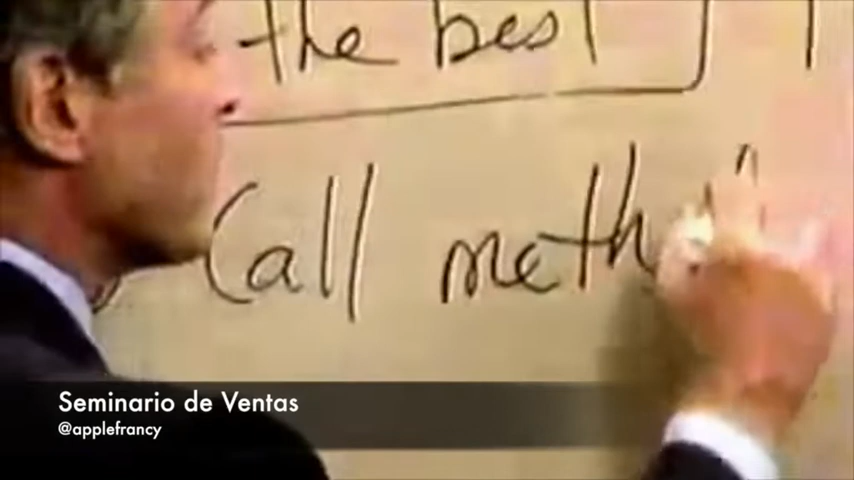 the best
Call meth
Seminario de Ventas
@applefrancy